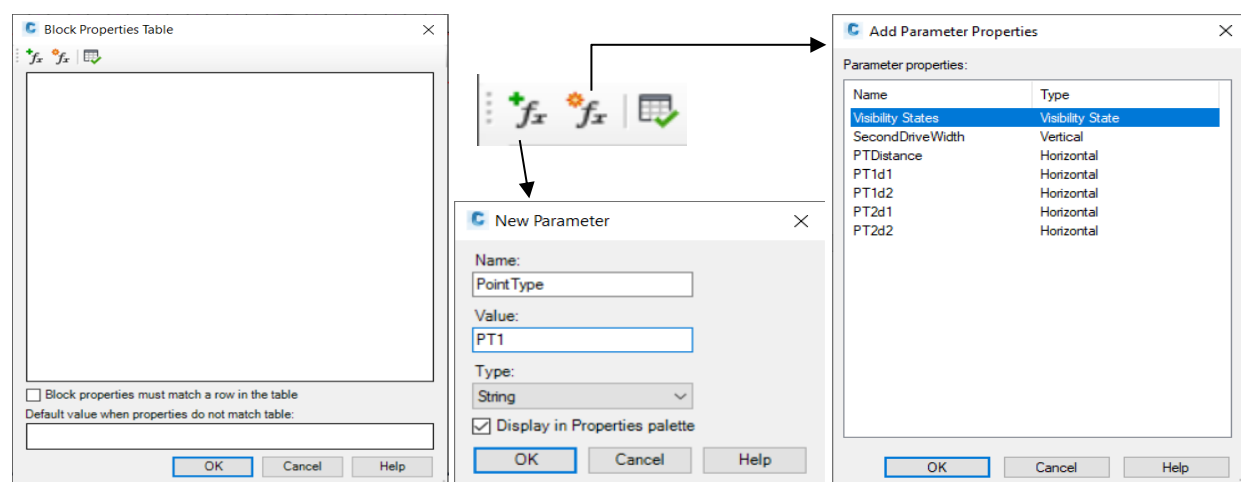 Block Properties Table
Block properties must match a row in the table
Default value when properties do not match table:
OK Cancel Help
New Parameter
Name:
PointType
Value:
PT1
Type:
String
Display in Properties palette
OK Cancel Help
Add Parameter Properties
Parameter properties:
Name Type
Visibility States Visibility State
SecondDriveWidth Vertical
PTDistance Horizontal
PT1d1 Horizontal
PT1d2 Horizontal
PT2d1 Horizontal
PT2d2 Horizontal
OK Cancel Help